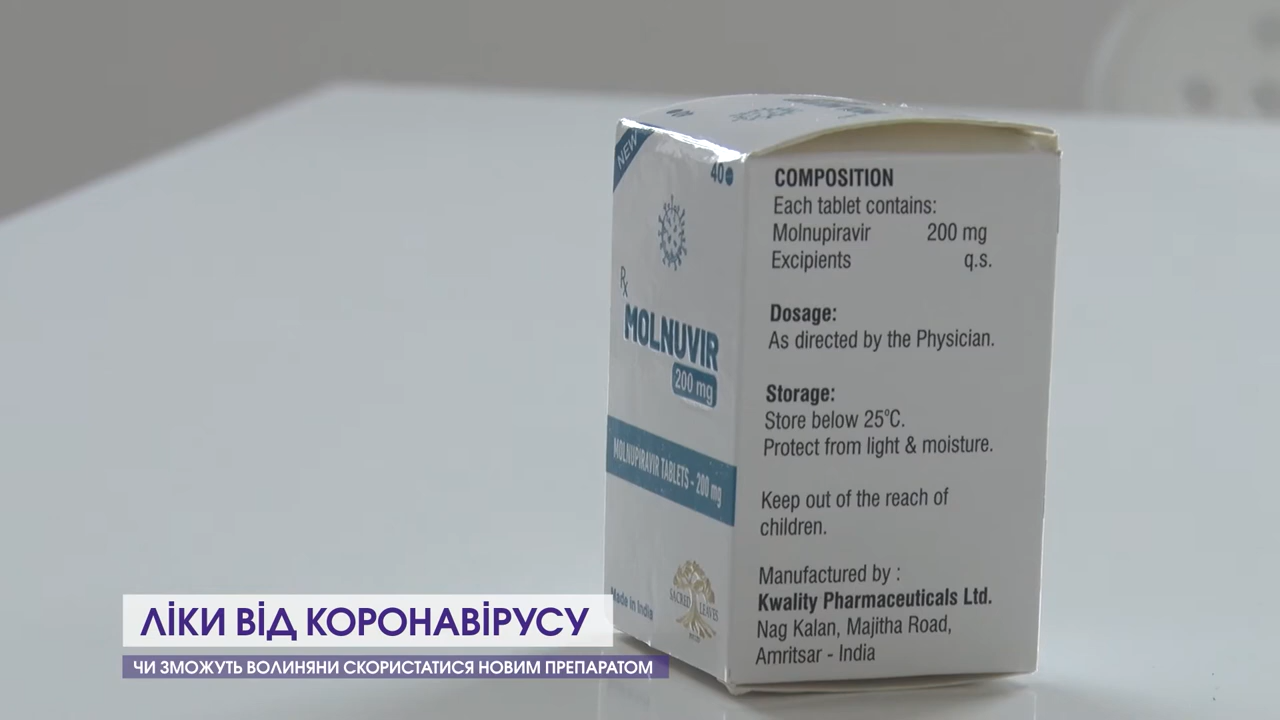 NEW
40
Rx
MOLNUVIR
200 mg
MOLNUPIRAVIR TABLETS - 200 mg
Made in India
SACRED LEAVES
COMPOSITION
Each tablet contains:
Molnupiravir 200 mg
Excipients q.s.
Dosage:
As directed by the Physician.
Storage:
Store below 25°C.
Protect from light & moisture.
Keep out of the reach of
children.
Manufactured by :
Kwality Pharmaceuticals Ltd.
Nag Kalan, Majitha Road,
Amritsar - India
ЛІКИ ВІД КОРОНАВІРУСУ
ЧИ ЗМОЖУТЬ ВОЛИНЯНИ СКОРИСТАТИСЯ НОВИМ ПРЕПАРАТОМ